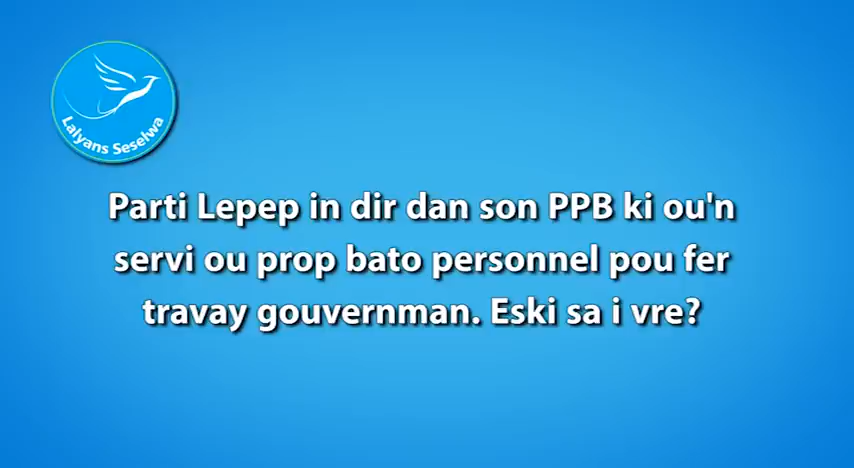 Lalyans Seselwa
Parti Lepep in dir dan son PPB ki ou'n
servi ou prop bato personnel pou fer
travay gouvernman. Eski sa i vre?